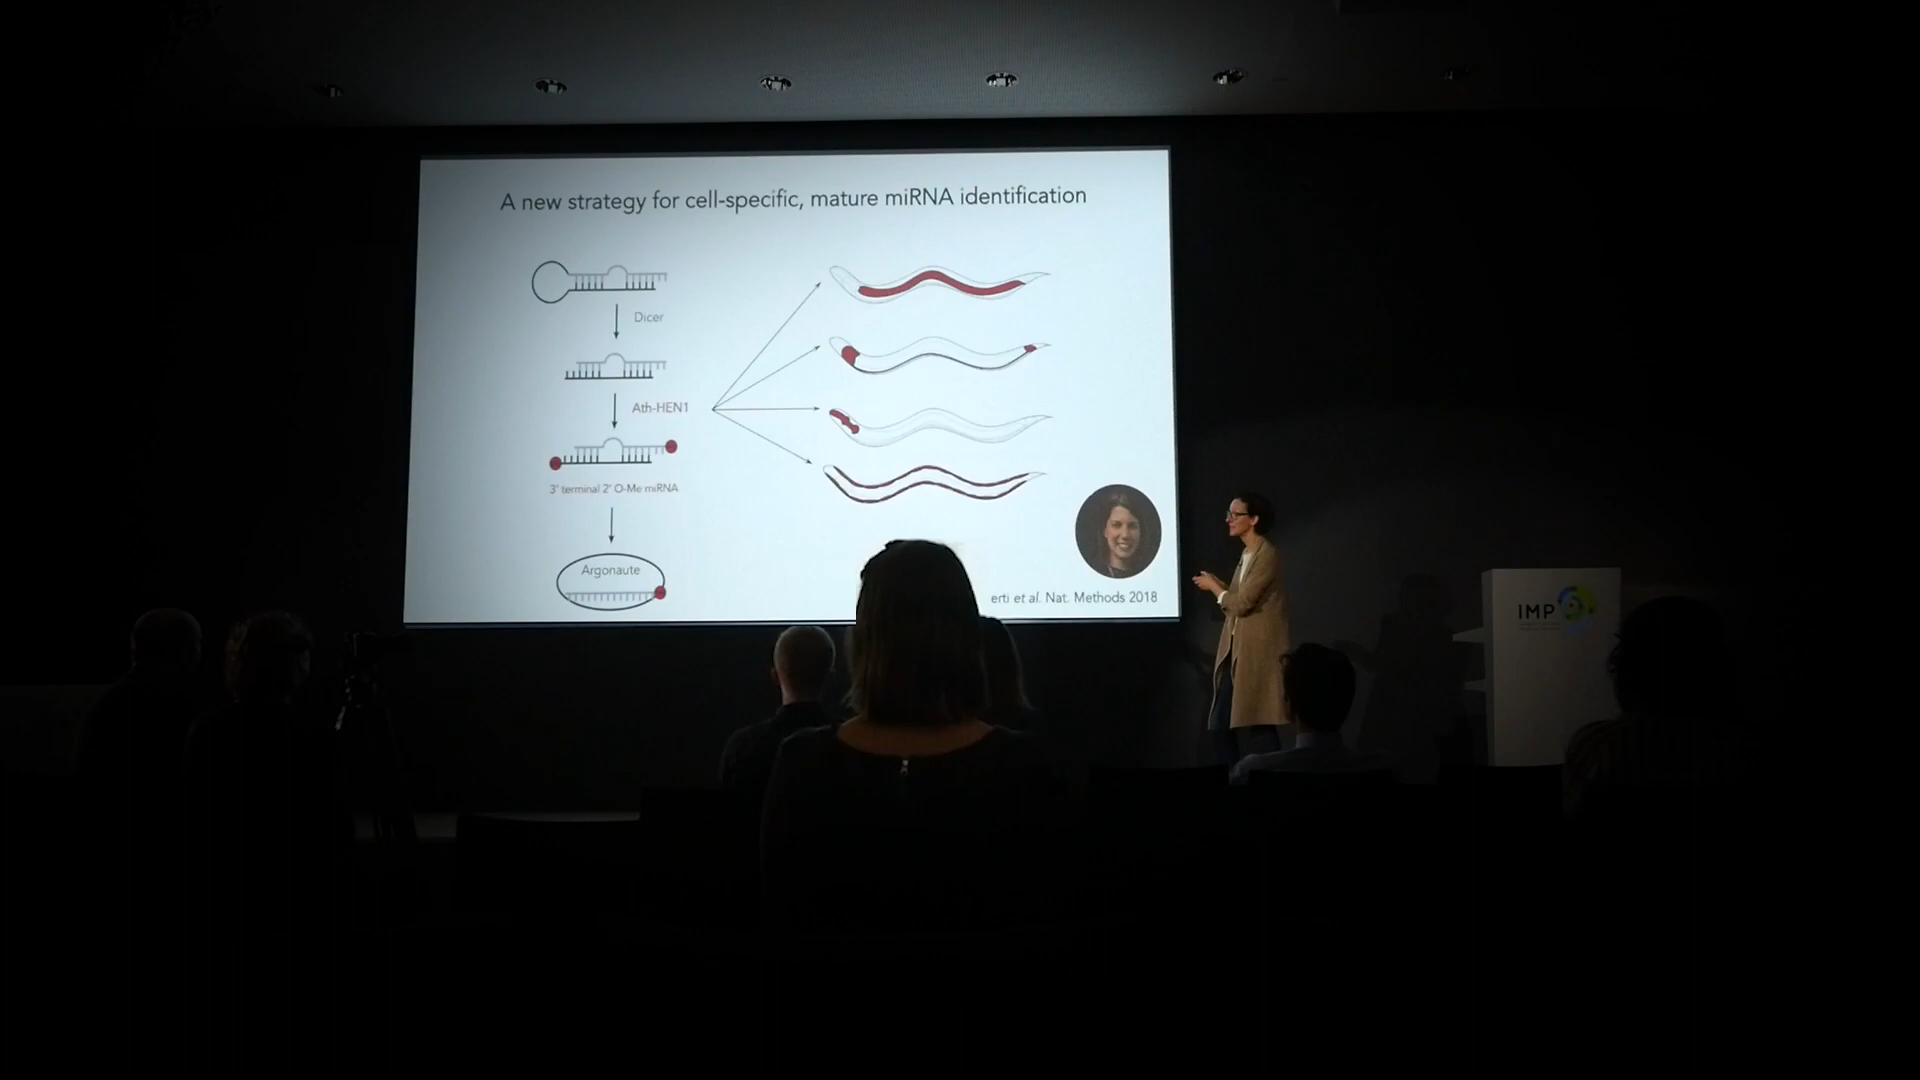 A new strategy for cell-specific, mature miRNA identification
Dicer
Ath-HEN1
3' terminal 2' O-Me miRNA
Argonaute
erti et al. Nat. Methods 2018
IMP